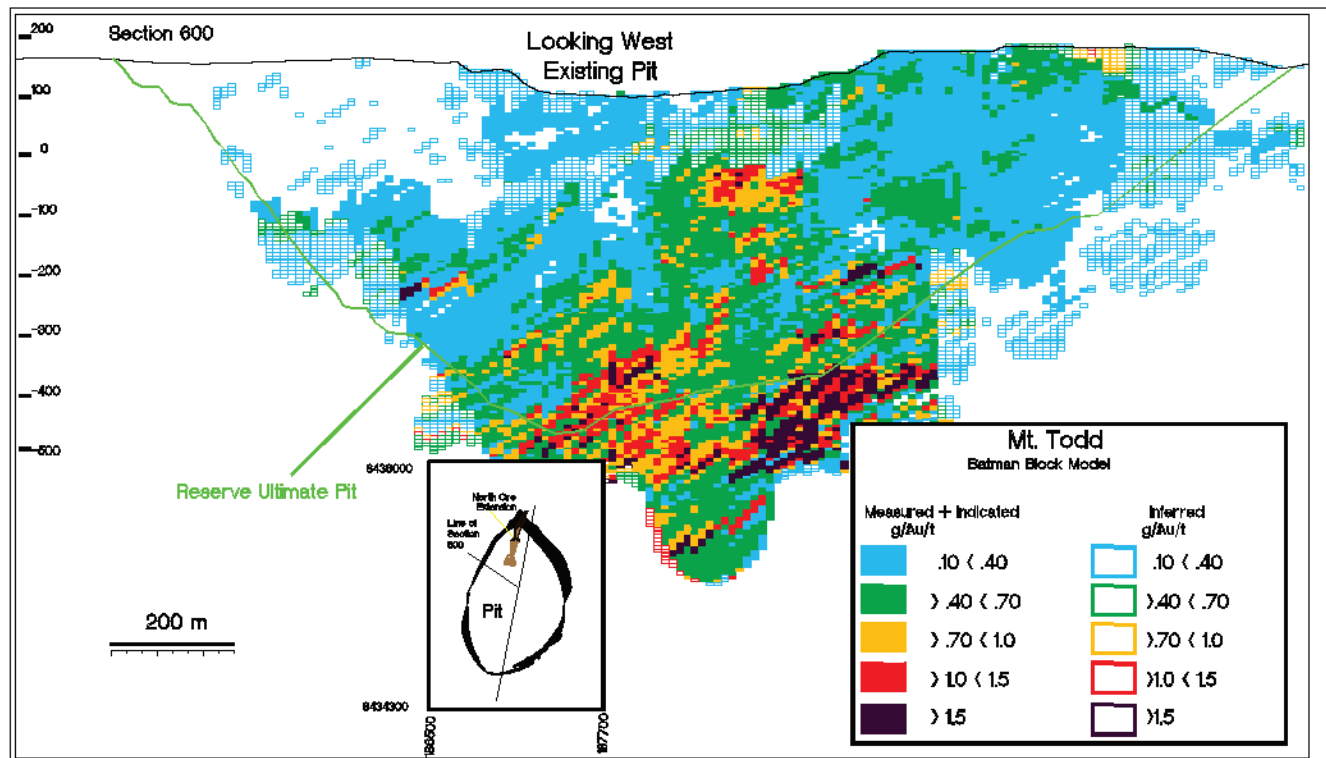 200
100
0
-100
-200
-300
-400
-500
Section 600
Looking West
Existing Pit
Reserve Ultimate Pit
200 m
8436000
North Ore
Extension
Line of
Section
600
Pit
8434300
186500
187700
Mt. Todd
Batman Block Model
Measured + Indicated
g/Au/t
.10 < .40
> .40 < .70
> .70 < 1.0
> 1.0 < 1.5
> 1.5
Inferred
g/Au/t
.10 < .40
>.40 < .70
>.70 < 1.0
>1.0 < 1.5
>1.5